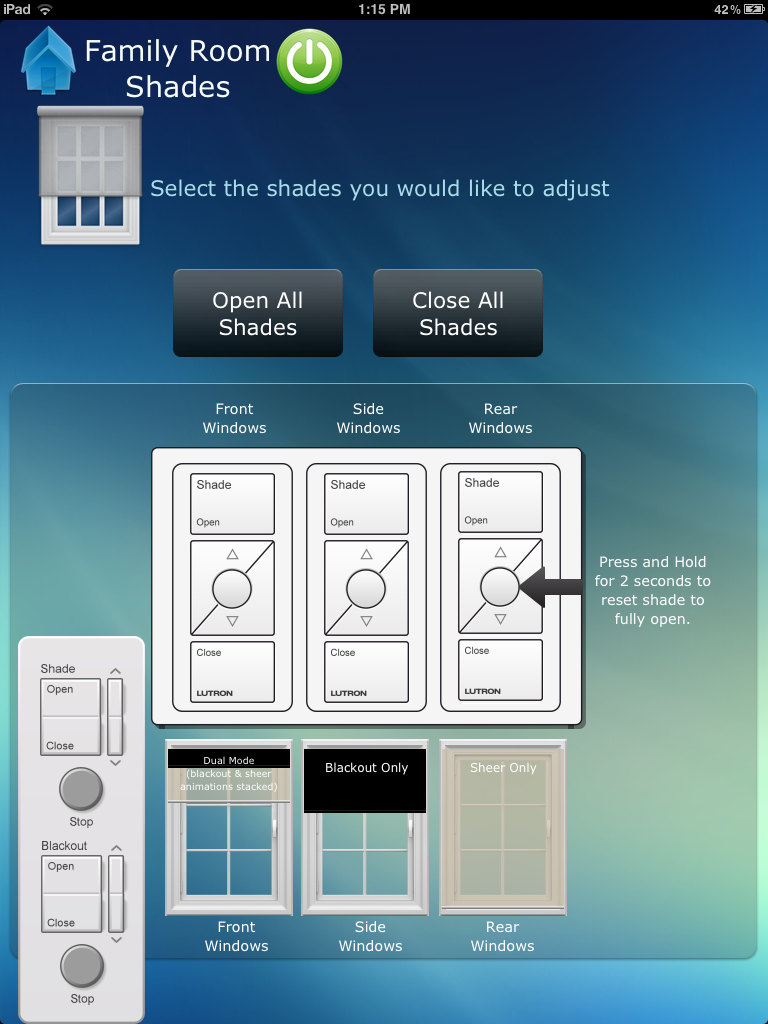 iPad
1:15 PM
42%
Family Room
Shades
Select the shades you would like to adjust
Open All
Shades
Close All
Shades
Front
Windows
Side
Windows
Rear
Windows
Shade
Open
Close
LUTRON
Shade
Open
Close
LUTRON
Shade
Open
Close
LUTRON
Press and Hold
for 2 seconds to
reset shade to
fully open.
Shade
Open
Close
Stop
Blackout
Open
Close
Stop
Dual Mode
(blackout & sheer
animations stacked)
Blackout Only
Sheer Only
Front
Windows
Side
Windows
Rear
Windows